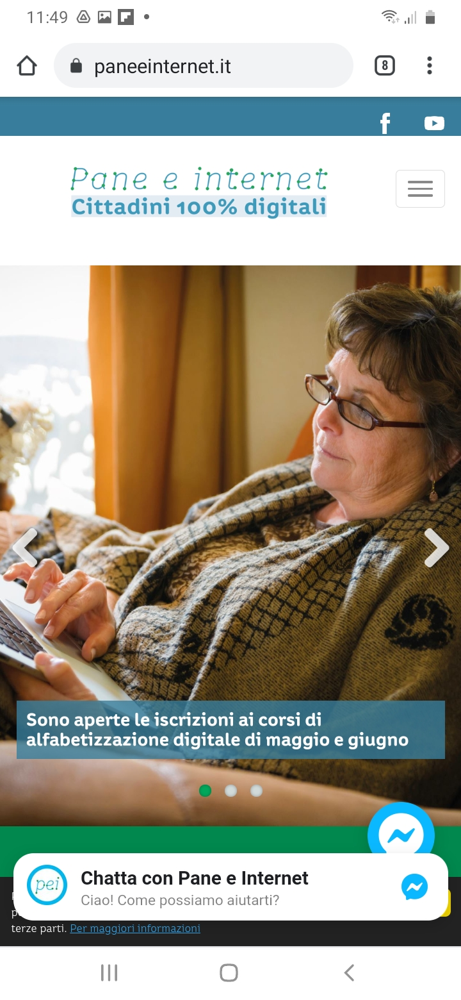 11:49
paneeinternet.it
8
Pane e internet
Cittadini 100% digitali
Sono aperte le iscrizioni ai corsi di
alfabetizzazione digitale di maggio e giugno
pei
Chatta con Pane e Internet
Ciao! Come possiamo aiutarti?
terze parti. Per maggiori informazioni